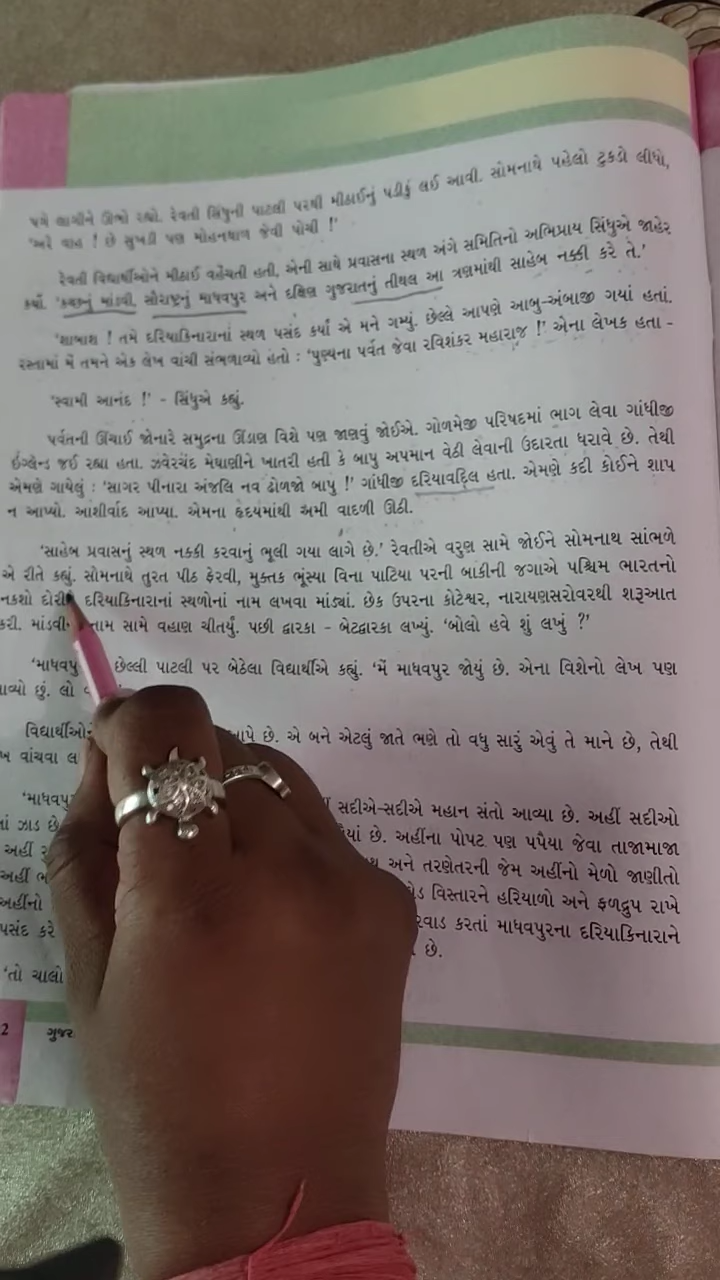 પગે લાગીને ઊભો રહ્યો. રેવતી સિંધુની પાટલી પરથી મીઠાઈનું પડીકું લઈ આવી. સોમનાથે પહેલો ટુકડો લીધો,
'અરે વાહ ! છે સુખડી પણ મોહનથાળ જેવી પોચી !'
રેવતી વિદ્યાર્થીઓને મીઠાઈ વહેંચતી હતી, એની સાથે પ્રવાસના સ્થળ અંગે સમિતિનો અભિપ્રાય સિંધુએ જાહેર
કર્યો. 'કચ્છનું માંડવી, સૌરાષ્ટ્રનું માધવપુર અને દક્ષિણ ગુજરાતનું તીથલ આ ત્રણમાંથી સાહેબ નક્કી કરે તે.'
'શાબાશ ! તમે દરિયાકિનારાનાં સ્થળ પસંદ કર્યાં એ મને ગમ્યું. છેલ્લે આપણે આબુ-અંબાજી ગયાં હતાં.
રસ્તામાં મેં તમને એક લેખ વાંચી સંભળાવ્યો હતો : 'પુણ્યના પર્વત જેવા રવિશંકર મહારાજ !' એના લેખક હતા -
'સ્વામી આનંદ !' - સિંધુએ કહ્યું.
પર્વતની ઊંચાઈ જોનારે સમુદ્રના ઊંડાણ વિશે પણ જાણવું જોઈએ. ગોળમેજી પરિષદમાં ભાગ લેવા ગાંધીજી
ઇંગ્લેન્ડ જઈ રહ્યા હતા. ઝવેરચંદ મેઘાણીને ખાતરી હતી કે બાપુ અપમાન વેઠી લેવાની ઉદારતા ધરાવે છે. તેથી
એમણે ગાયેલું : 'સાગર પીનારા અંજલિ નવ ઢોળજો બાપુ !' ગાંધીજી દરિયાવદ્દિલ હતા. એમણે કદી કોઈને શાપ
ન આપ્યો. આશીર્વાદ આપ્યા. એમના હૃદયમાંથી અમી વાદળી ઊઠી.
'સાહેબ પ્રવાસનું સ્થળ નક્કી કરવાનું ભૂલી ગયા લાગે છે.' રેવતીએ વરુણ સામે જોઈને સોમનાથ સાંભળે
એ રીતે કહ્યું. સોમનાથે તુરત પીઠ ફેરવી, મુક્તક ભૂંસ્યા વિના પાટિયા પરની બાકીની જગાએ પશ્ચિમ ભારતનો
નકશો દોરી દરિયાકિનારાનાં સ્થળોનાં નામ લખવા માંડ્યાં. છેક ઉપરના કોટેશ્વર, નારાયણસરોવરથી શરૂઆત
કરી. માંડવી નામ સામે વહાણ ચીતર્યું. પછી દ્વારકા - બેટદ્વારકા લખ્યું. 'બોલો હવે શું લખું ?'
'માધવપુ છેલ્લી પાટલી પર બેઠેલા વિદ્યાર્થીએ કહ્યું. 'મેં માધવપુર જોયું છે. એના વિશેનો લેખ પણ
લાવ્યો છું. લો
વિદ્યાર્થીઓ આપે છે. એ બને એટલું જાતે ભણે તો વધુ સારું એવું તે માને છે, તેથી
ખ વાંચવા લ
'માધવપુ સદીએ-સદીએ મહાન સંતો આવ્યા છે. અહીં સદીઓ
ઝાડ છે છે. અહીંના પોપટ પણ પપૈયા જેવા તાજામાજા
અહીં અને તરણેતરની જેમ અહીંનો મેળો જાણીતો
અહીં વિસ્તારને હરિયાળો અને ફળદ્રુપ રાખે
અહીંનો કરતાં માધવપુરના દરિયાકિનારાને
પસંદ કરે છે.
'તો ચાલો
2 ગુજર